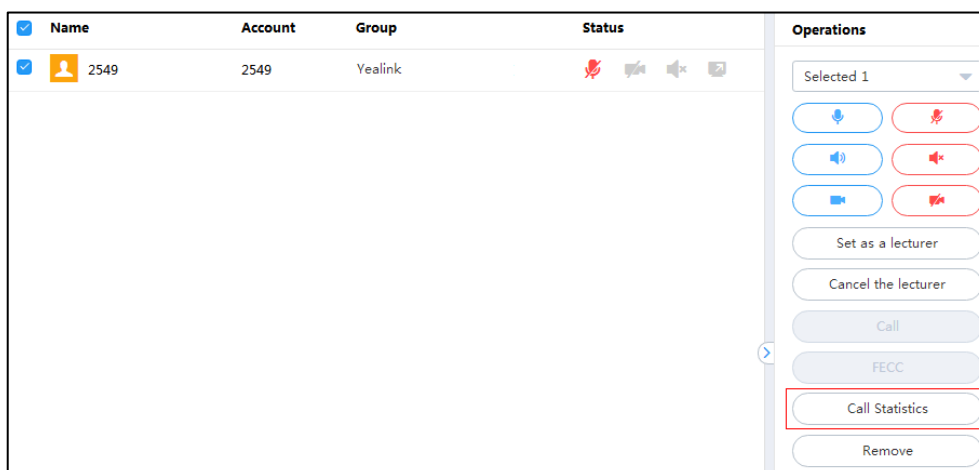 Name Account Group Status Operations
2549 2549 Yealink
Selected 1
Set as a lecturer
Cancel the lecturer
Call
FECC
Call Statistics
Remove